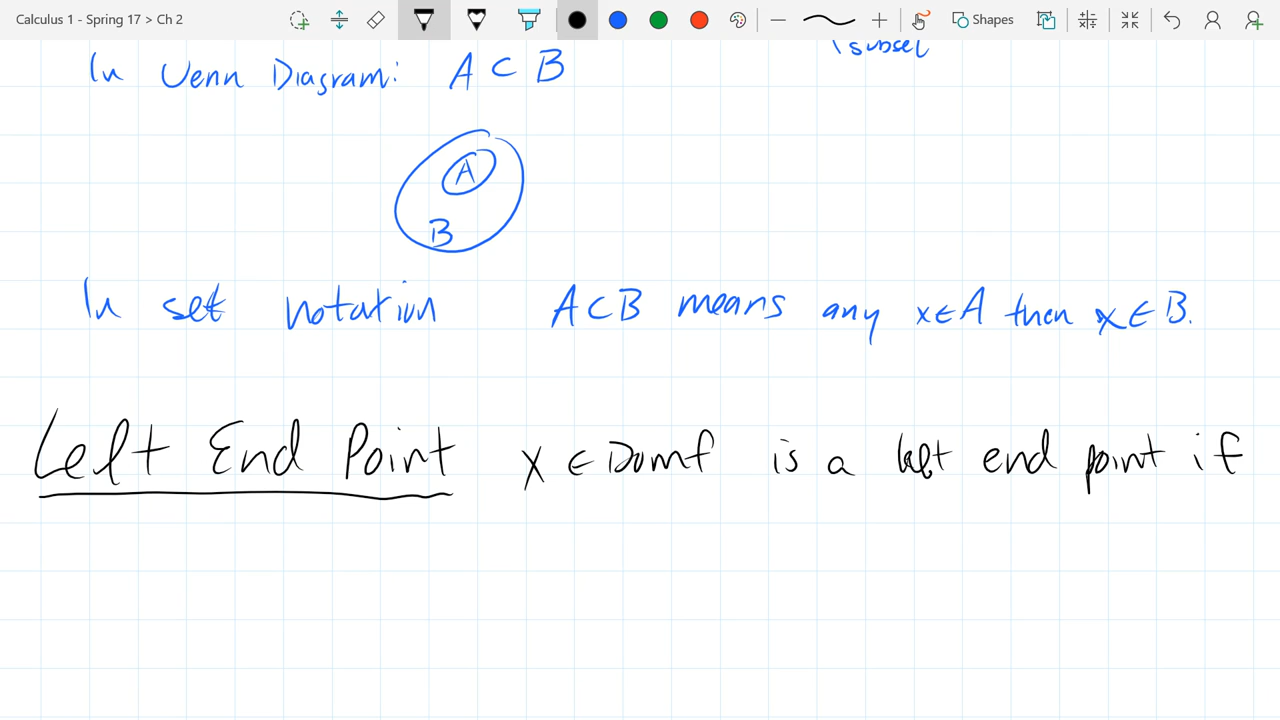 Calculus 1 - Spring 17 > Ch 2
Shapes
(subset
In Venn Diagram: A ⊂ B
A
B
In set notation A⊂B means any x∈A then x∈B.
Left End Point x ∈ Domf is a left end point if